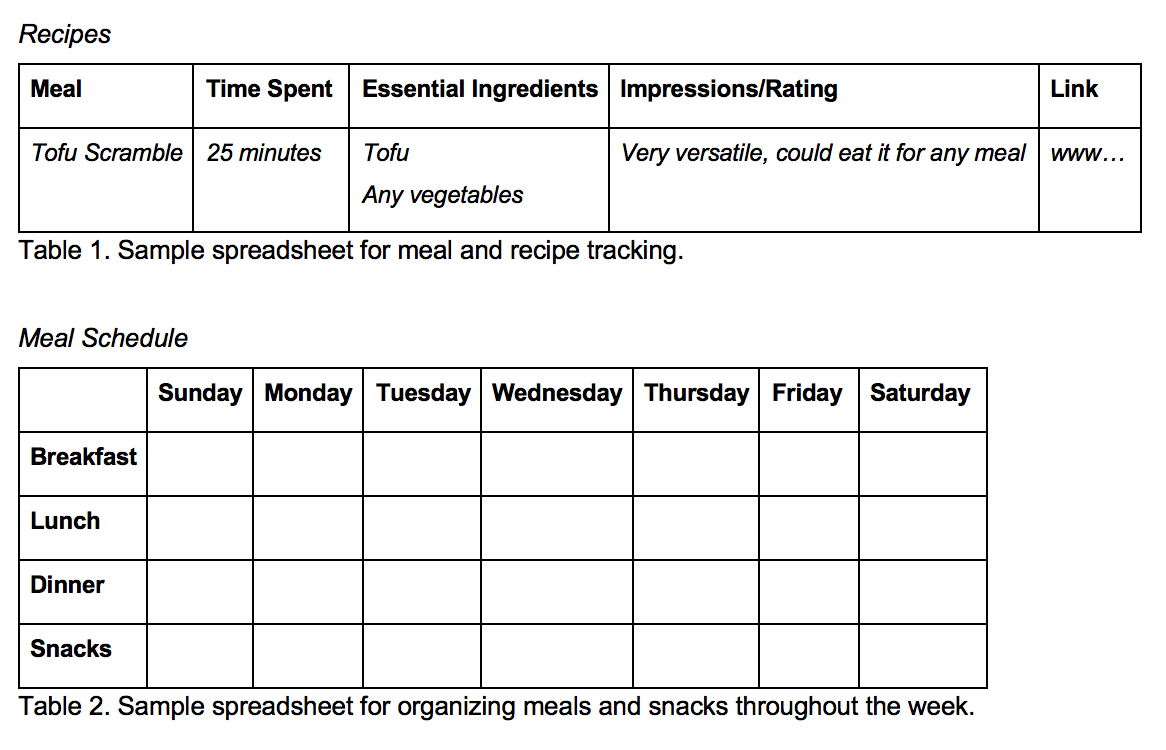 Recipes
Meal Time Spent Essential Ingredients Impressions/Rating Link
Tofu Scramble 25 minutes Tofu Very versatile, could eat it for any meal www…
Any vegetables
Table 1. Sample spreadsheet for meal and recipe tracking.
Meal Schedule
Sunday Monday Tuesday Wednesday Thursday Friday Saturday
Breakfast
Lunch
Dinner
Snacks
Table 2. Sample spreadsheet for organizing meals and snacks throughout the week.